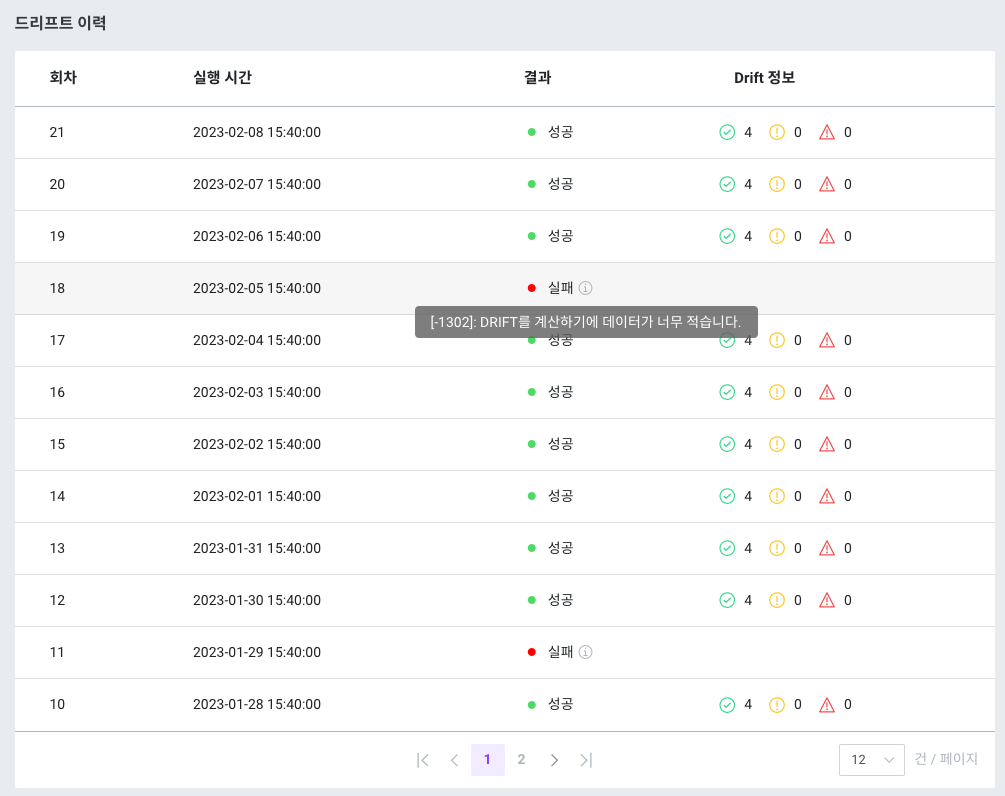 드리프트 이력
회차 실행 시간 결과 Drift 정보
21 2023-02-08 15:40:00 성공 4 0 0
20 2023-02-07 15:40:00 성공 4 0 0
19 2023-02-06 15:40:00 성공 4 0 0
18 2023-02-05 15:40:00 실패
[-1302]: DRIFT를 계산하기에 데이터가 너무 적습니다.
17 2023-02-04 15:40:00 성공 4 0 0
16 2023-02-03 15:40:00 성공 4 0 0
15 2023-02-02 15:40:00 성공 4 0 0
14 2023-02-01 15:40:00 성공 4 0 0
13 2023-01-31 15:40:00 성공 4 0 0
12 2023-01-30 15:40:00 성공 4 0 0
11 2023-01-29 15:40:00 실패
10 2023-01-28 15:40:00 성공 4 0 0
1 2 12 건 / 페이지